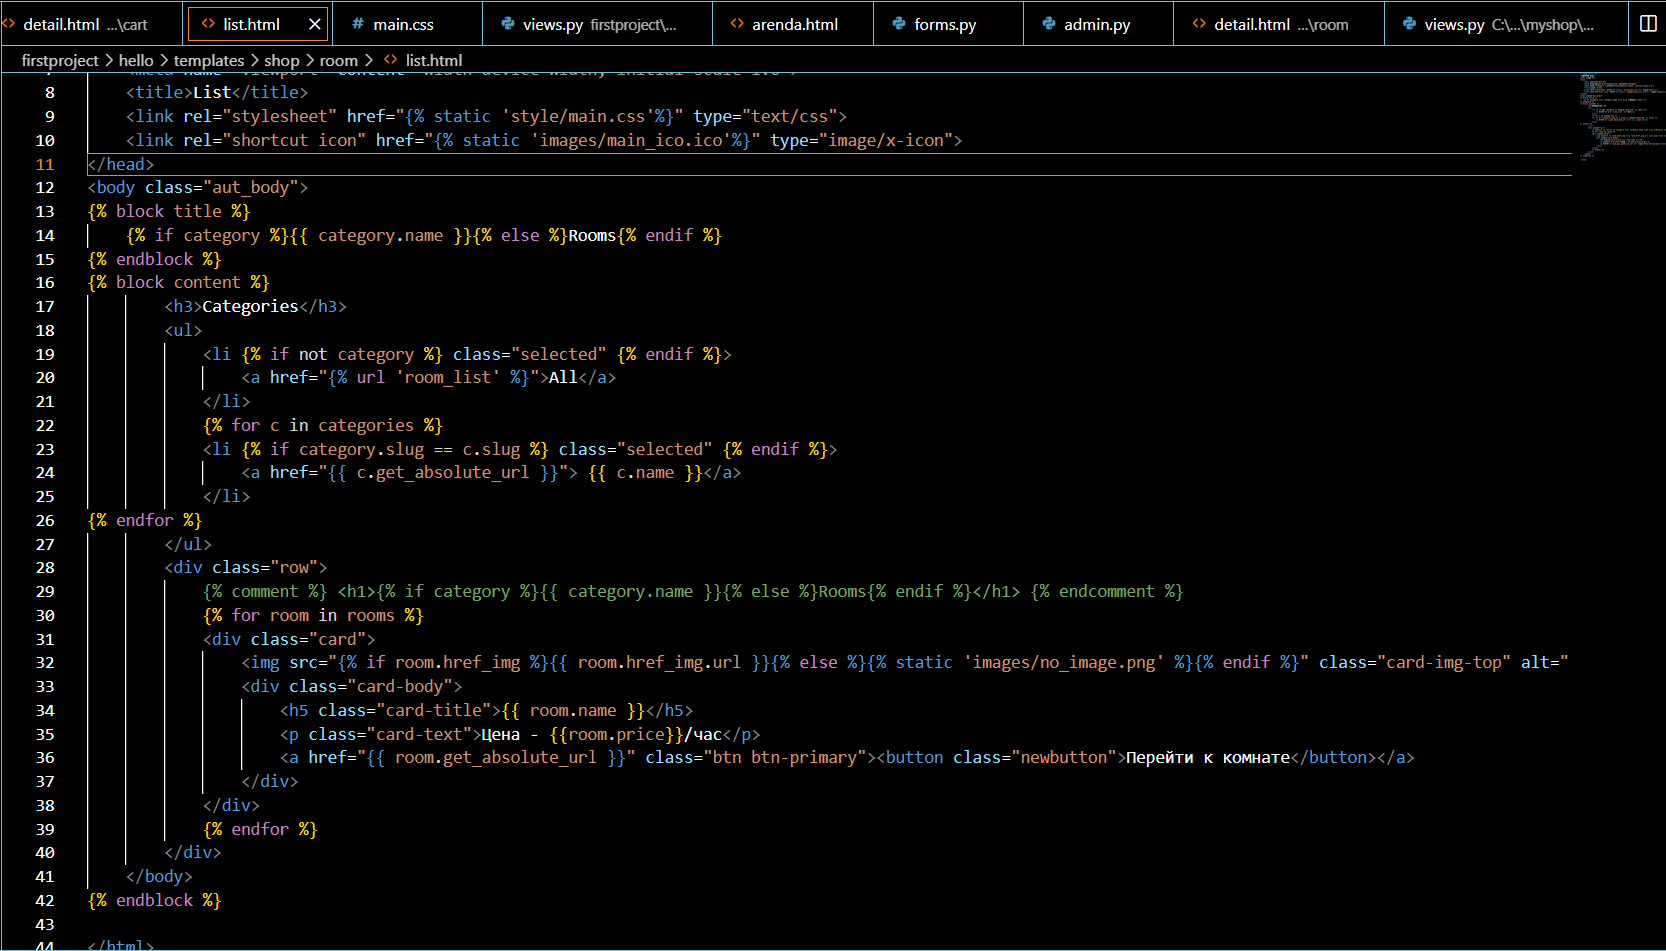 detail.html ...\cart
list.html
main.css
views.py firstproject\...
arenda.html
forms.py
admin.py
detail.html ...\room
views.py C:\...\myshop\...
firstproject > hello > templates > shop > room > list.html
8 <title>List</title>
9 <link rel="stylesheet" href="{% static 'style/main.css'%}" type="text/css">
10 <link rel="shortcut icon" href="{% static 'images/main_ico.ico'%}" type="image/x-icon">
11 </head>
12 <body class="aut_body">
13 {% block title %}
14 {% if category %}{{ category.name }}{% else %}Rooms{% endif %}
15 {% endblock %}
16 {% block content %}
17 <h3>Categories</h3>
18 <ul>
19 <li {% if not category %} class="selected" {% endif %}>
20 <a href="{% url 'room_list' %}">All</a>
21 </li>
22 {% for c in categories %}
23 <li {% if category.slug == c.slug %} class="selected" {% endif %}>
24 <a href="{{ c.get_absolute_url }}"> {{ c.name }}</a>
25 </li>
26 {% endfor %}
27 </ul>
28 <div class="row">
29 {% comment %} <h1>{% if category %}{{ category.name }}{% else %}Rooms{% endif %}</h1> {% endcomment %}
30 {% for room in rooms %}
31 <div class="card">
32 <img src="{% if room.href_img %}{{ room.href_img.url }}{% else %}{% static 'images/no_image.png' %}{% endif %}" class="card-img-top" alt="
33 <div class="card-body">
34 <h5 class="card-title">{{ room.name }}</h5>
35 <p class="card-text">Цена - {{room.price}}/час</p>
36 <a href="{{ room.get_absolute_url }}" class="btn btn-primary"><button class="newbutton">Перейти к комнате</button></a>
37 </div>
38 </div>
39 {% endfor %}
40 </div>
41 </body>
42 {% endblock %}
43
44 </html>